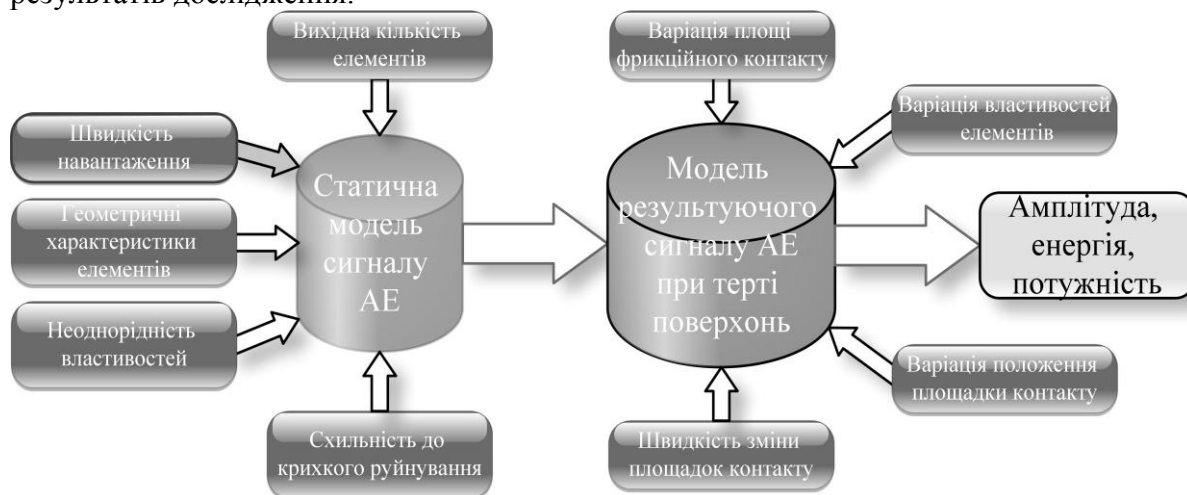 результатів дослідження.
Вихідна кількість
елементів
Варіація площі
фрикційного контакту
Швидкість
навантаження
Варіація властивостей
елементів
Статична
модель
сигналу
АЕ
Модель
результуючого
сигналу АЕ
при терті
поверхонь
Геометричні
характеристики
елементів
Амплітуда,
енергія,
потужність
Неоднорідність
властивостей
Варіація положення
площадки контакту
Схильність до
крихкого руйнування
Швидкість зміни
площадок контакту